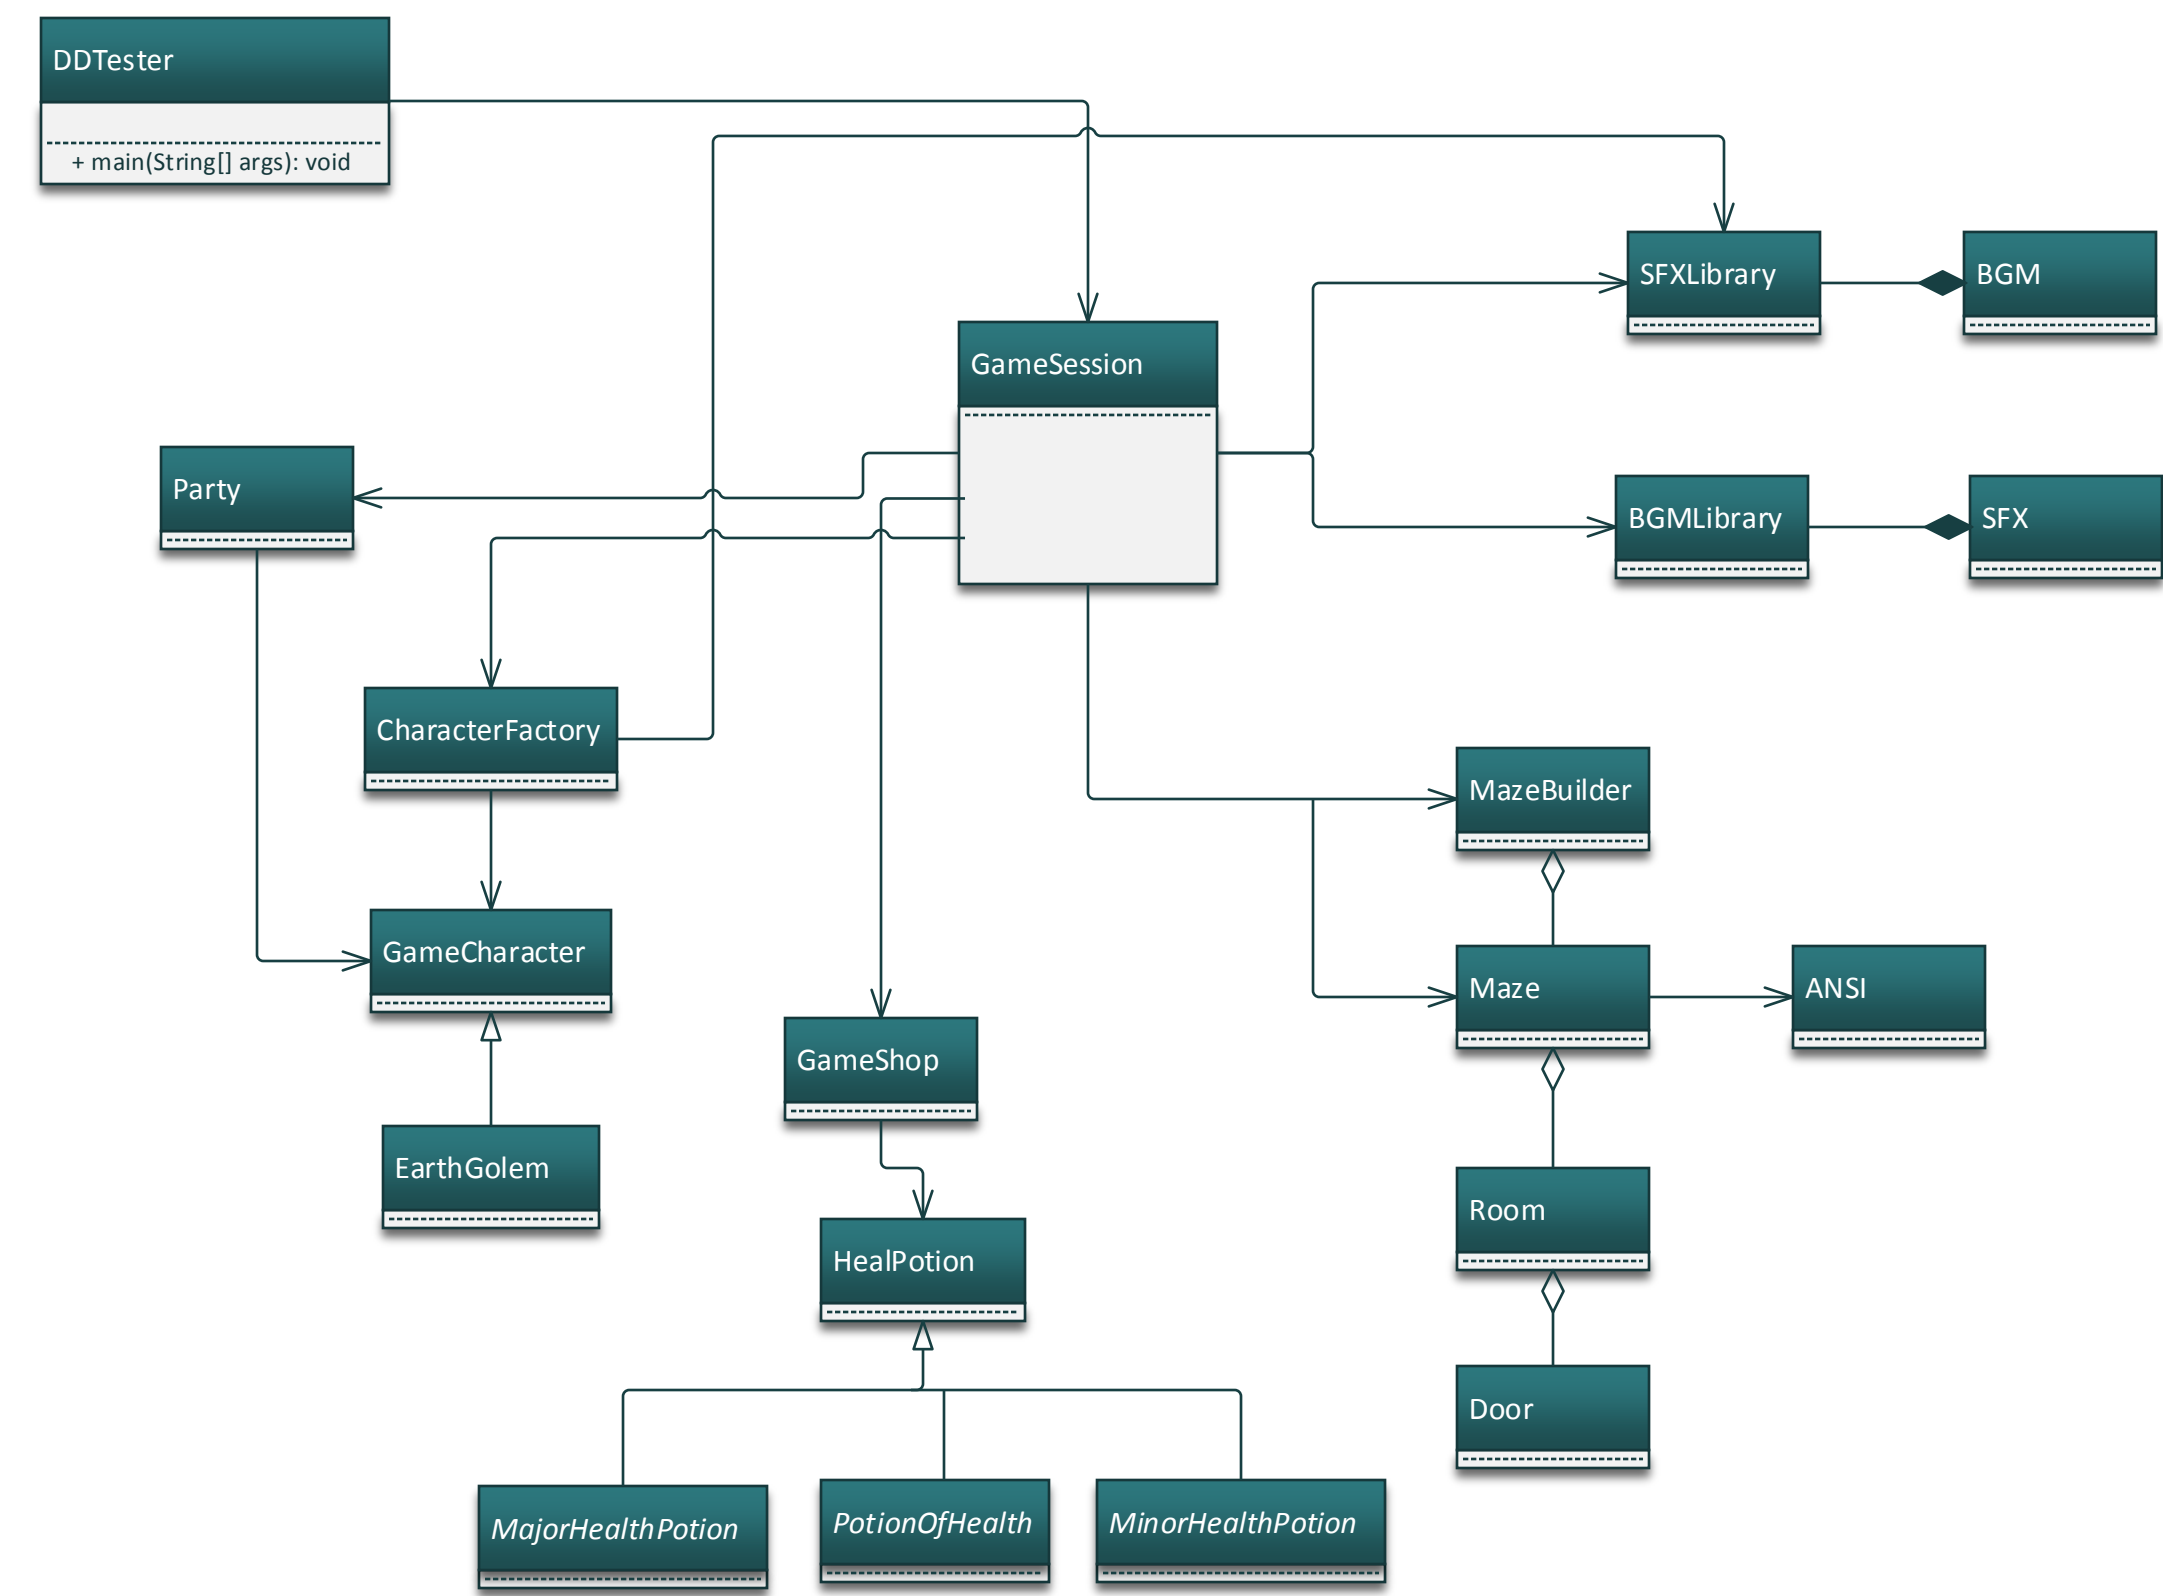 DDTester
+ main(String[] args): void
SFXLibrary
BGM
GameSession
Party
BGMLibrary
SFX
CharacterFactory
MazeBuilder
GameCharacter
Maze
ANSI
GameShop
EarthGolem
Room
HealPotion
Door
MajorHealthPotion
PotionOfHealth
MinorHealthPotion